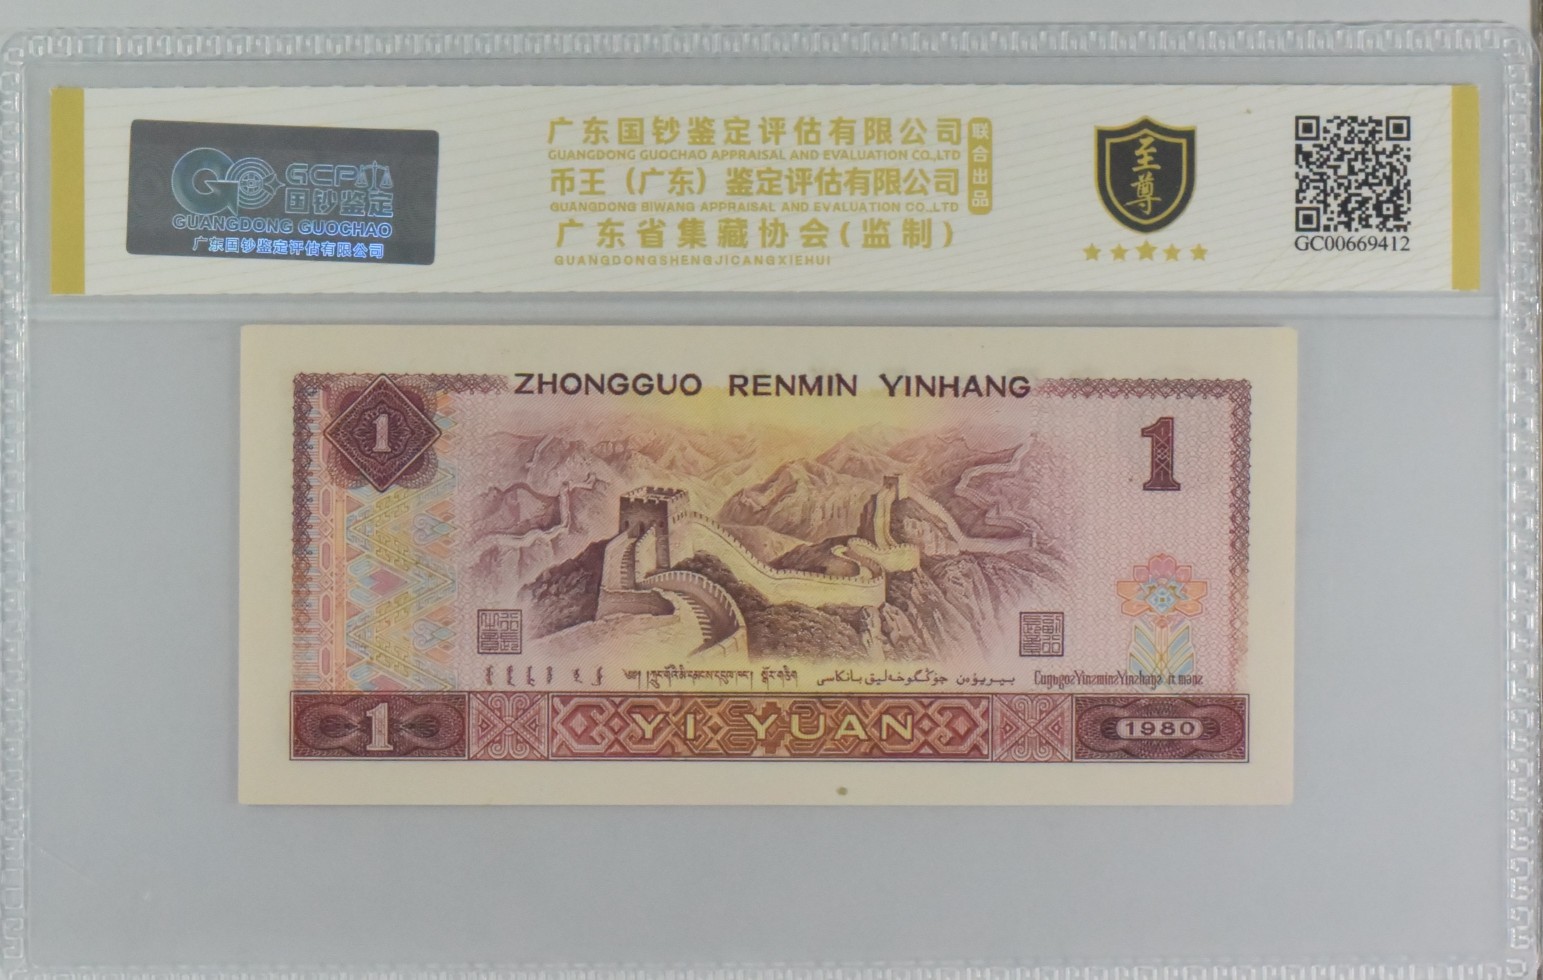 GCP
国钞鉴定
GUANGDONG GUOCHAO
广东国钞评估有限公司
广东国钞鉴定评估有限公司
GUANGDONG GUOCHAO APPRAISAL AND EVALUATION CO.,LTD
币王（广东）鉴定评估有限公司
GUANGDONG BIWANG APPRAISAL AND EVALUATION CO.,LTD
广东省集藏协会(监制)
GUANGDONGSHENGJICANGXIEHUI
联合出品
至尊
GC00669412
ZHONGGUO RENMIN YINHANG
1
1
1
YI YUAN
1980